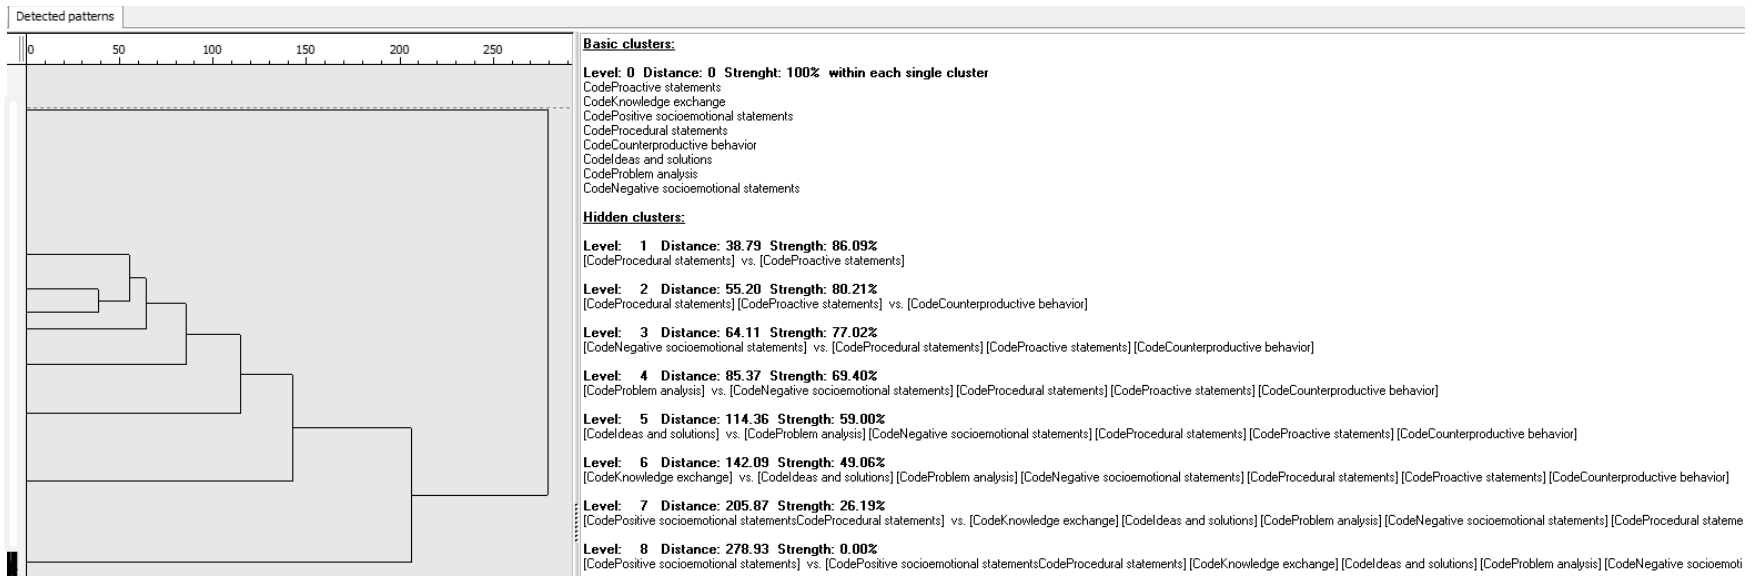 Detected patterns
0 50 100 150 200 250
Basic clusters:
Level: 0 Distance: 0 Strenght: 100% within each single cluster
CodeProactive statements
CodeKnowledge exchange
CodePositive socioemotional statements
CodeProcedural statements
CodeCounterproductive behavior
CodeIdeas and solutions
CodeProblem analysis
CodeNegative socioemotional statements
Hidden clusters:
Level: 1 Distance: 38.79 Strength: 86.09%
[CodeProcedural statements] vs. [CodeProactive statements]
Level: 2 Distance: 55.20 Strength: 80.21%
[CodeProcedural statements] [CodeProactive statements] vs. [CodeCounterproductive behavior]
Level: 3 Distance: 64.11 Strength: 77.02%
[CodeNegative socioemotional statements] vs. [CodeProcedural statements] [CodeProactive statements] [CodeCounterproductive behavior]
Level: 4 Distance: 85.37 Strength: 69.40%
[CodeProblem analysis] vs. [CodeNegative socioemotional statements] [CodeProcedural statements] [CodeProactive statements] [CodeCounterproductive behavior]
Level: 5 Distance: 114.36 Strength: 59.00%
[CodeIdeas and solutions] vs. [CodeProblem analysis] [CodeNegative socioemotional statements] [CodeProcedural statements] [CodeProactive statements] [CodeCounterproductive behavior]
Level: 6 Distance: 142.09 Strength: 49.06%
[CodeKnowledge exchange] vs. [CodeIdeas and solutions] [CodeProblem analysis] [CodeNegative socioemotional statements] [CodeProcedural statements] [CodeProactive statements] [CodeCounterproductive behavior]
Level: 7 Distance: 205.87 Strength: 26.19%
[CodePositive socioemotional statementsCodeProcedural statements] vs. [CodeKnowledge exchange] [CodeIdeas and solutions] [CodeProblem analysis] [CodeNegative socioemotional statements] [CodeProcedural stateme
Level: 8 Distance: 278.93 Strength: 0.00%
[CodePositive socioemotional statements] vs. [CodePositive socioemotional statementsCodeProcedural statements] [CodeKnowledge exchange] [CodeIdeas and solutions] [CodeProblem analysis] [CodeNegative socioemoti